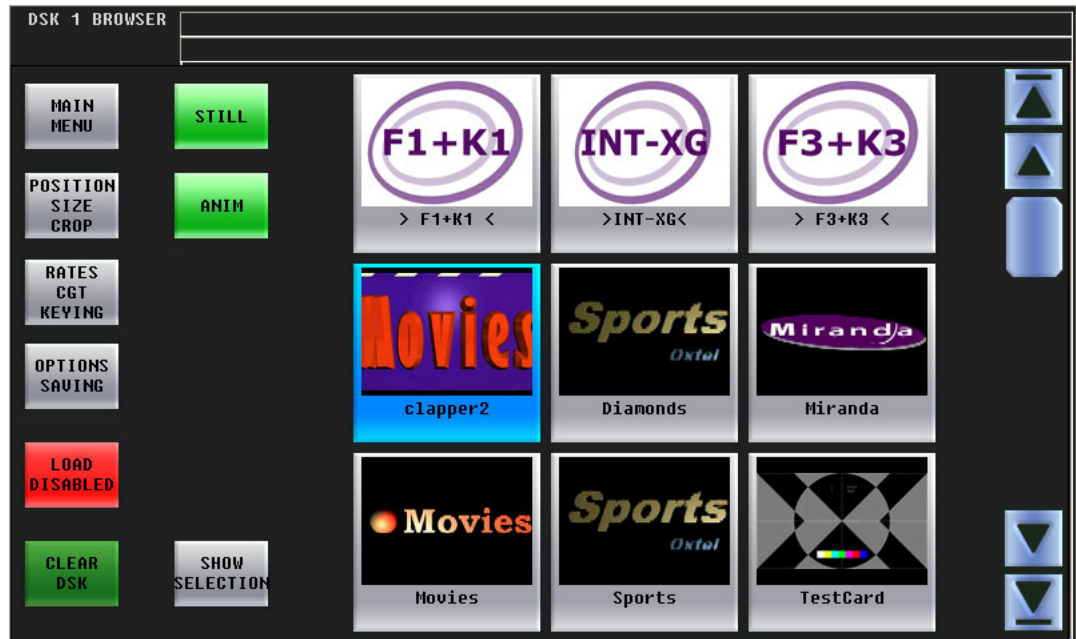 DSK 1 BROWSER
MAIN
MENU
STILL
POSITION
SIZE
CROP
ANIM
RATES
CGT
KEYING
OPTIONS
SAVING
LOAD
DISABLED
CLEAR
DSK
SHOW
SELECTION
F1+K1
> F1+K1 <
INT-XG
>INT-XG<
F3+K3
> F3+K3 <
Movies
clapper2
Sports
Oxtel
Diamonds
Miranda
Miranda
Movies
Movies
Sports
Oxtel
Sports
TestCard